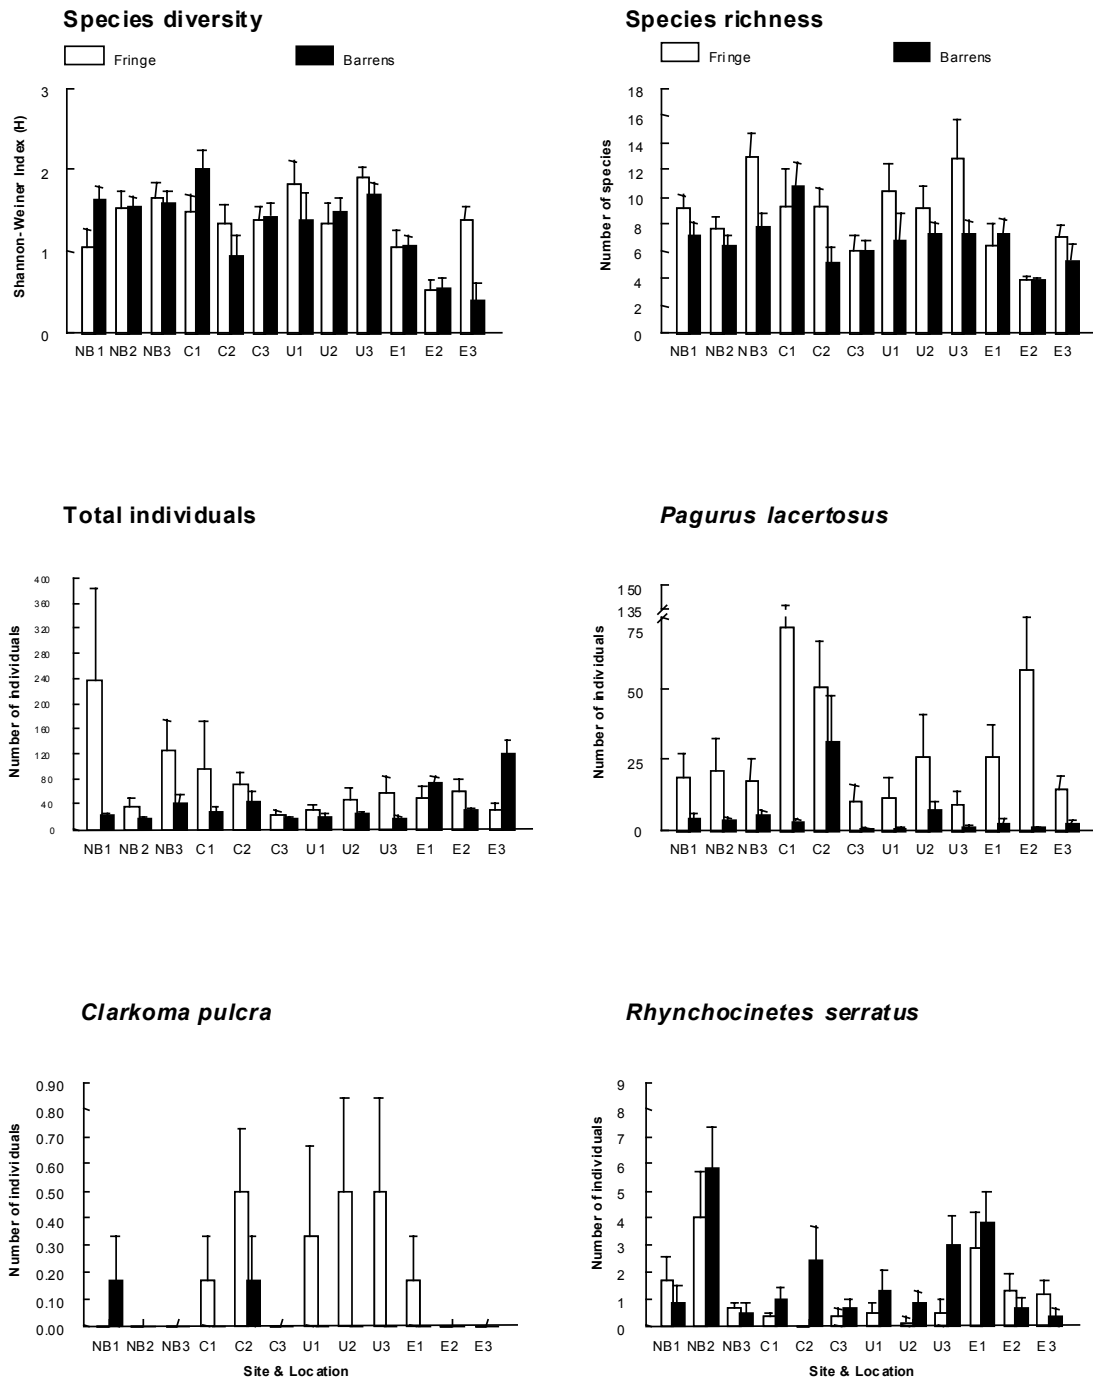 Species diversity
Fringe Barrens
Shannon-Weiner Index (H)
3
2
1
0
NB1 NB2 NB3 C1 C2 C3 U1 U2 U3 E1 E2 E3
Species richness
Fringe Barrens
Number of species
18
16
14
12
10
8
6
4
2
0
NB1 NB2 NB3 C1 C2 C3 U1 U2 U3 E1 E2 E3
Total individuals
Number of individuals
400
360
320
280
240
200
160
120
80
40
0
NB1 NB2 NB3 C1 C2 C3 U1 U2 U3 E1 E2 E3
Pagurus lacertosus
Number of individuals
150
135
75
50
25
0
NB1 NB2 NB3 C1 C2 C3 U1 U2 U3 E1 E2 E3
Clarkoma pulcra
Number of individuals
0.90
0.80
0.70
0.60
0.50
0.40
0.30
0.20
0.10
0.00
NB1 NB2 NB3 C1 C2 C3 U1 U2 U3 E1 E2 E3
Site & Location
Rhynchocinetes serratus
Number of individuals
9
8
7
6
5
4
3
2
1
0
NB1 NB2 NB3 C1 C2 C3 U1 U2 U3 E1 E2 E3
Site & Location